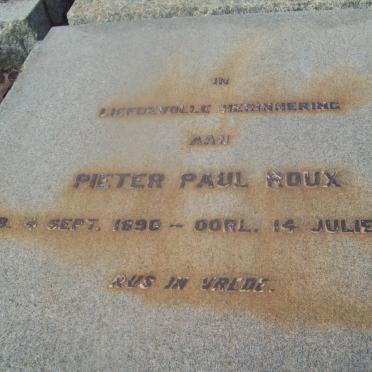 IN
LIEFDEVOLLE HERINNERING
AAN
PIETER PAUL ROUX
4 SEPT. 1890 — OORL. 14 JULIE
RUS IN VREDE.